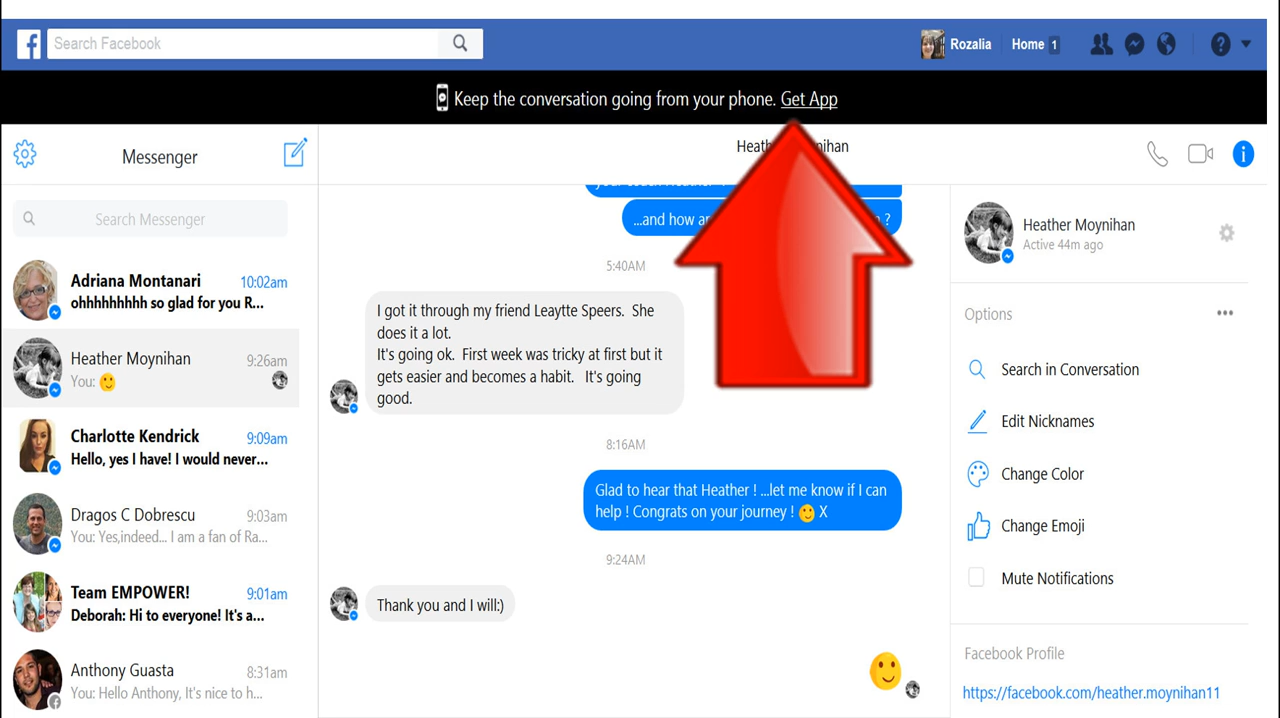 f Search Facebook Rozalia Home 1 ?
Keep the conversation going from your phone. Get App
Messenger
Search Messenger
Adriana Montanari 10:02am
ohhhhhhhhh so glad for you R...
Heather Moynihan 9:26am
You: 🙂
Charlotte Kendrick 9:09am
Hello, yes I have! I would never...
Dragos C Dobrescu 9:03am
You: Yes,indeed... I am a fan of Ra...
Team EMPOWER! 9:01am
Deborah: Hi to everyone! It's a...
Anthony Guasta 8:31am
You: Hello Anthony, It's nice to h...
...and how
?
5:40AM
I got it through my friend Leaytte Speers. She
does it a lot.
It's going ok. First week was tricky at first but it
gets easier and becomes a habit. It's going
good.
8:16AM
Glad to hear that Heather ! ...let me know if I can
help ! Congrats on your journey ! 🙂 X
9:24AM
Thank you and I will:)
Heather Moynihan
Active 44m ago
Options
Search in Conversation
Edit Nicknames
Change Color
Change Emoji
Mute Notifications
Facebook Profile
https://facebook.com/heather.moynihan11